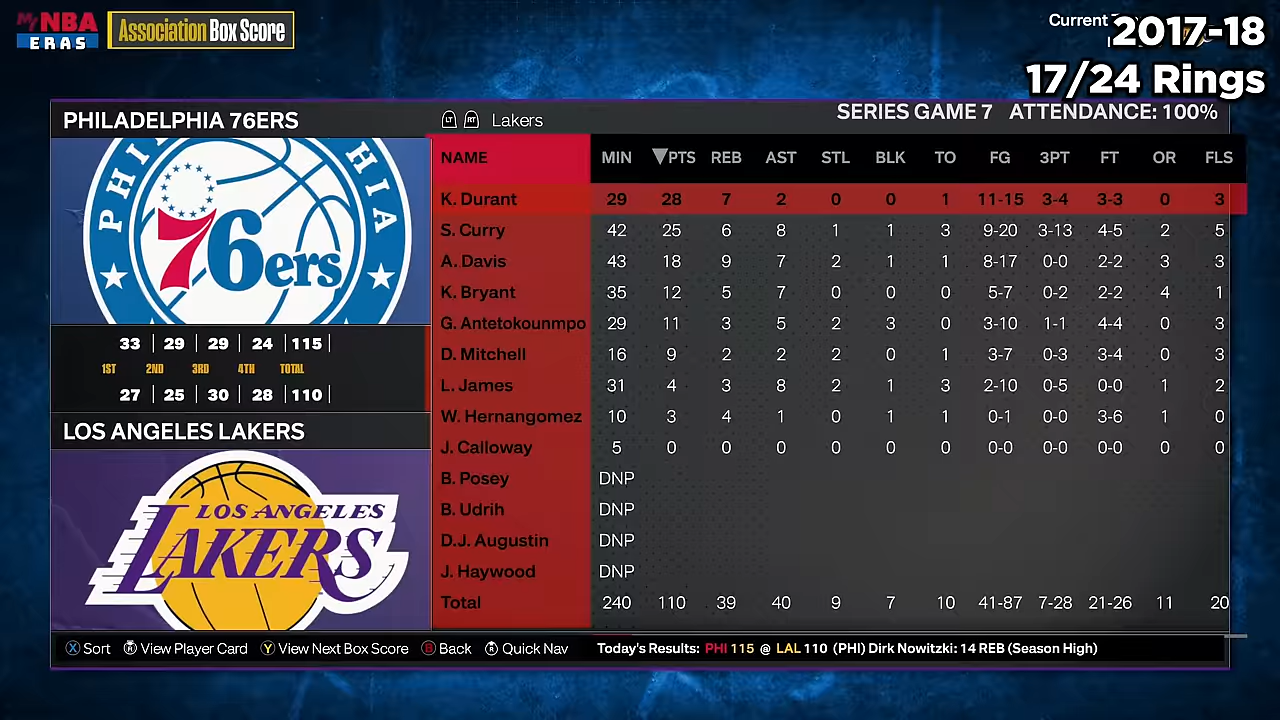 MyNBA
ERAS
Association Box Score
Current
2017-18
17/24 Rings
PHILADELPHIA 76ERS
LT RT Lakers
SERIES GAME 7 ATTENDANCE: 100%
NAME MIN PTS REB AST STL BLK TO FG 3PT FT OR FLS
K. Durant 29 28 7 2 0 0 1 11-15 3-4 3-3 0 3
S. Curry 42 25 6 8 1 1 3 9-20 3-13 4-5 2 5
A. Davis 43 18 9 7 2 1 1 8-17 0-0 2-2 3 3
K. Bryant 35 12 5 7 0 0 0 5-7 0-2 2-2 4 1
G. Antetokounmpo 29 11 3 5 2 3 0 3-10 1-1 4-4 0 3
D. Mitchell 16 9 2 2 2 0 1 3-7 0-3 3-4 0 3
L. James 31 4 3 8 2 1 3 2-10 0-5 0-0 1 2
W. Hernangomez 10 3 4 1 0 1 1 0-1 0-0 3-6 1 0
J. Calloway 5 0 0 0 0 0 0 0-0 0-0 0-0 0 0
B. Posey DNP
B. Udrih DNP
D.J. Augustin DNP
J. Haywood DNP
Total 240 110 39 40 9 7 10 41-87 7-28 21-26 11 20
PHILADELPHIA
76ers
33 29 29 24 115
1ST 2ND 3RD 4TH TOTAL
27 25 30 28 110
LOS ANGELES LAKERS
LOS ANGELES
LAKERS
X Sort R View Player Card Y View Next Box Score B Back R Quick Nav
Today's Results: PHI 115 @ LAL 110 (PHI) Dirk Nowitzki: 14 REB (Season High)